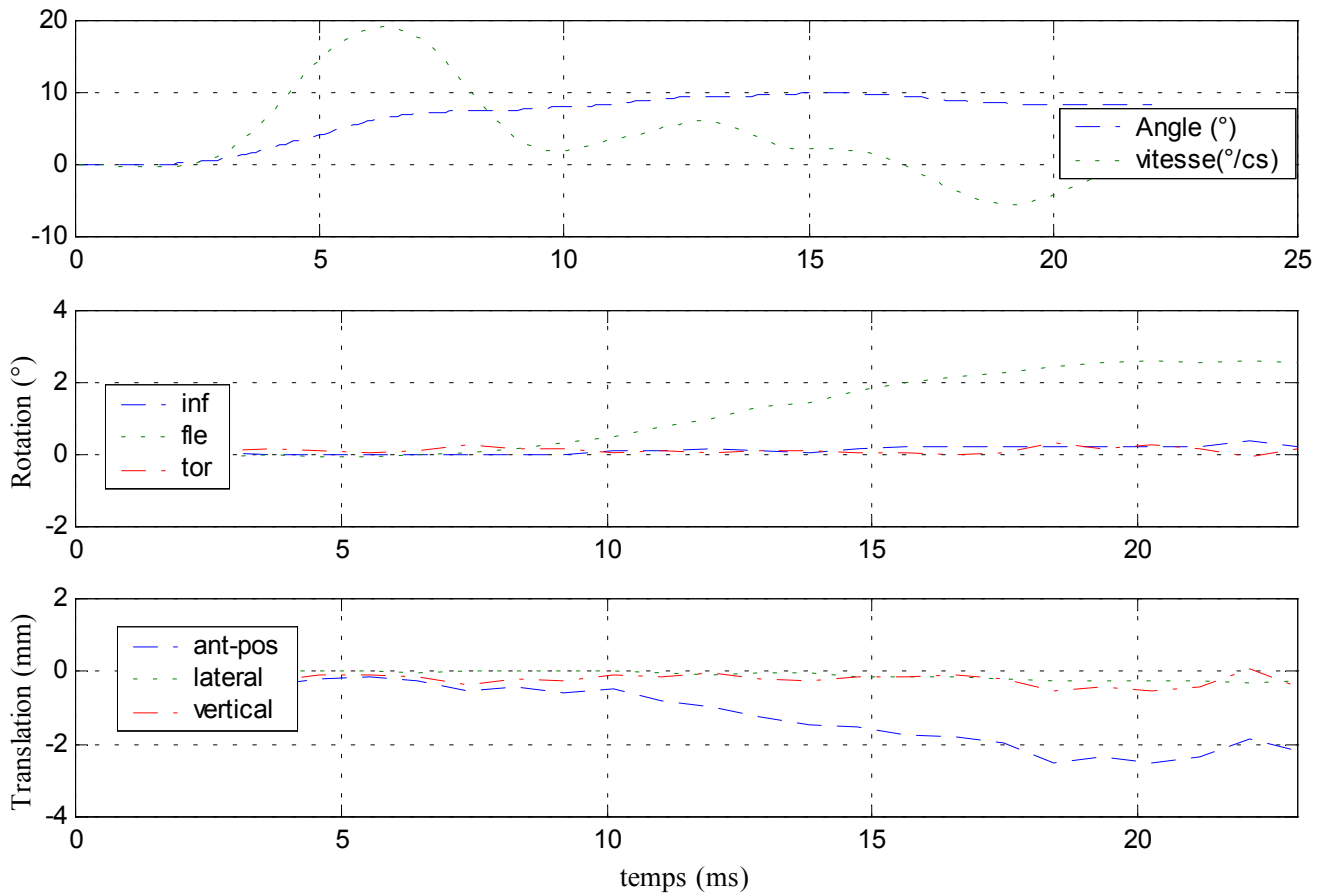 20
10
0
-10
0 5 10 15 20 25
Angle (°)
vitesse(°/cs)
Rotation (°)
4
2
0
-2
0 5 10 15 20
inf
fle
tor
Translation (mm)
2
0
-2
-4
0 5 10 15 20
ant-pos
lateral
vertical
temps (ms)